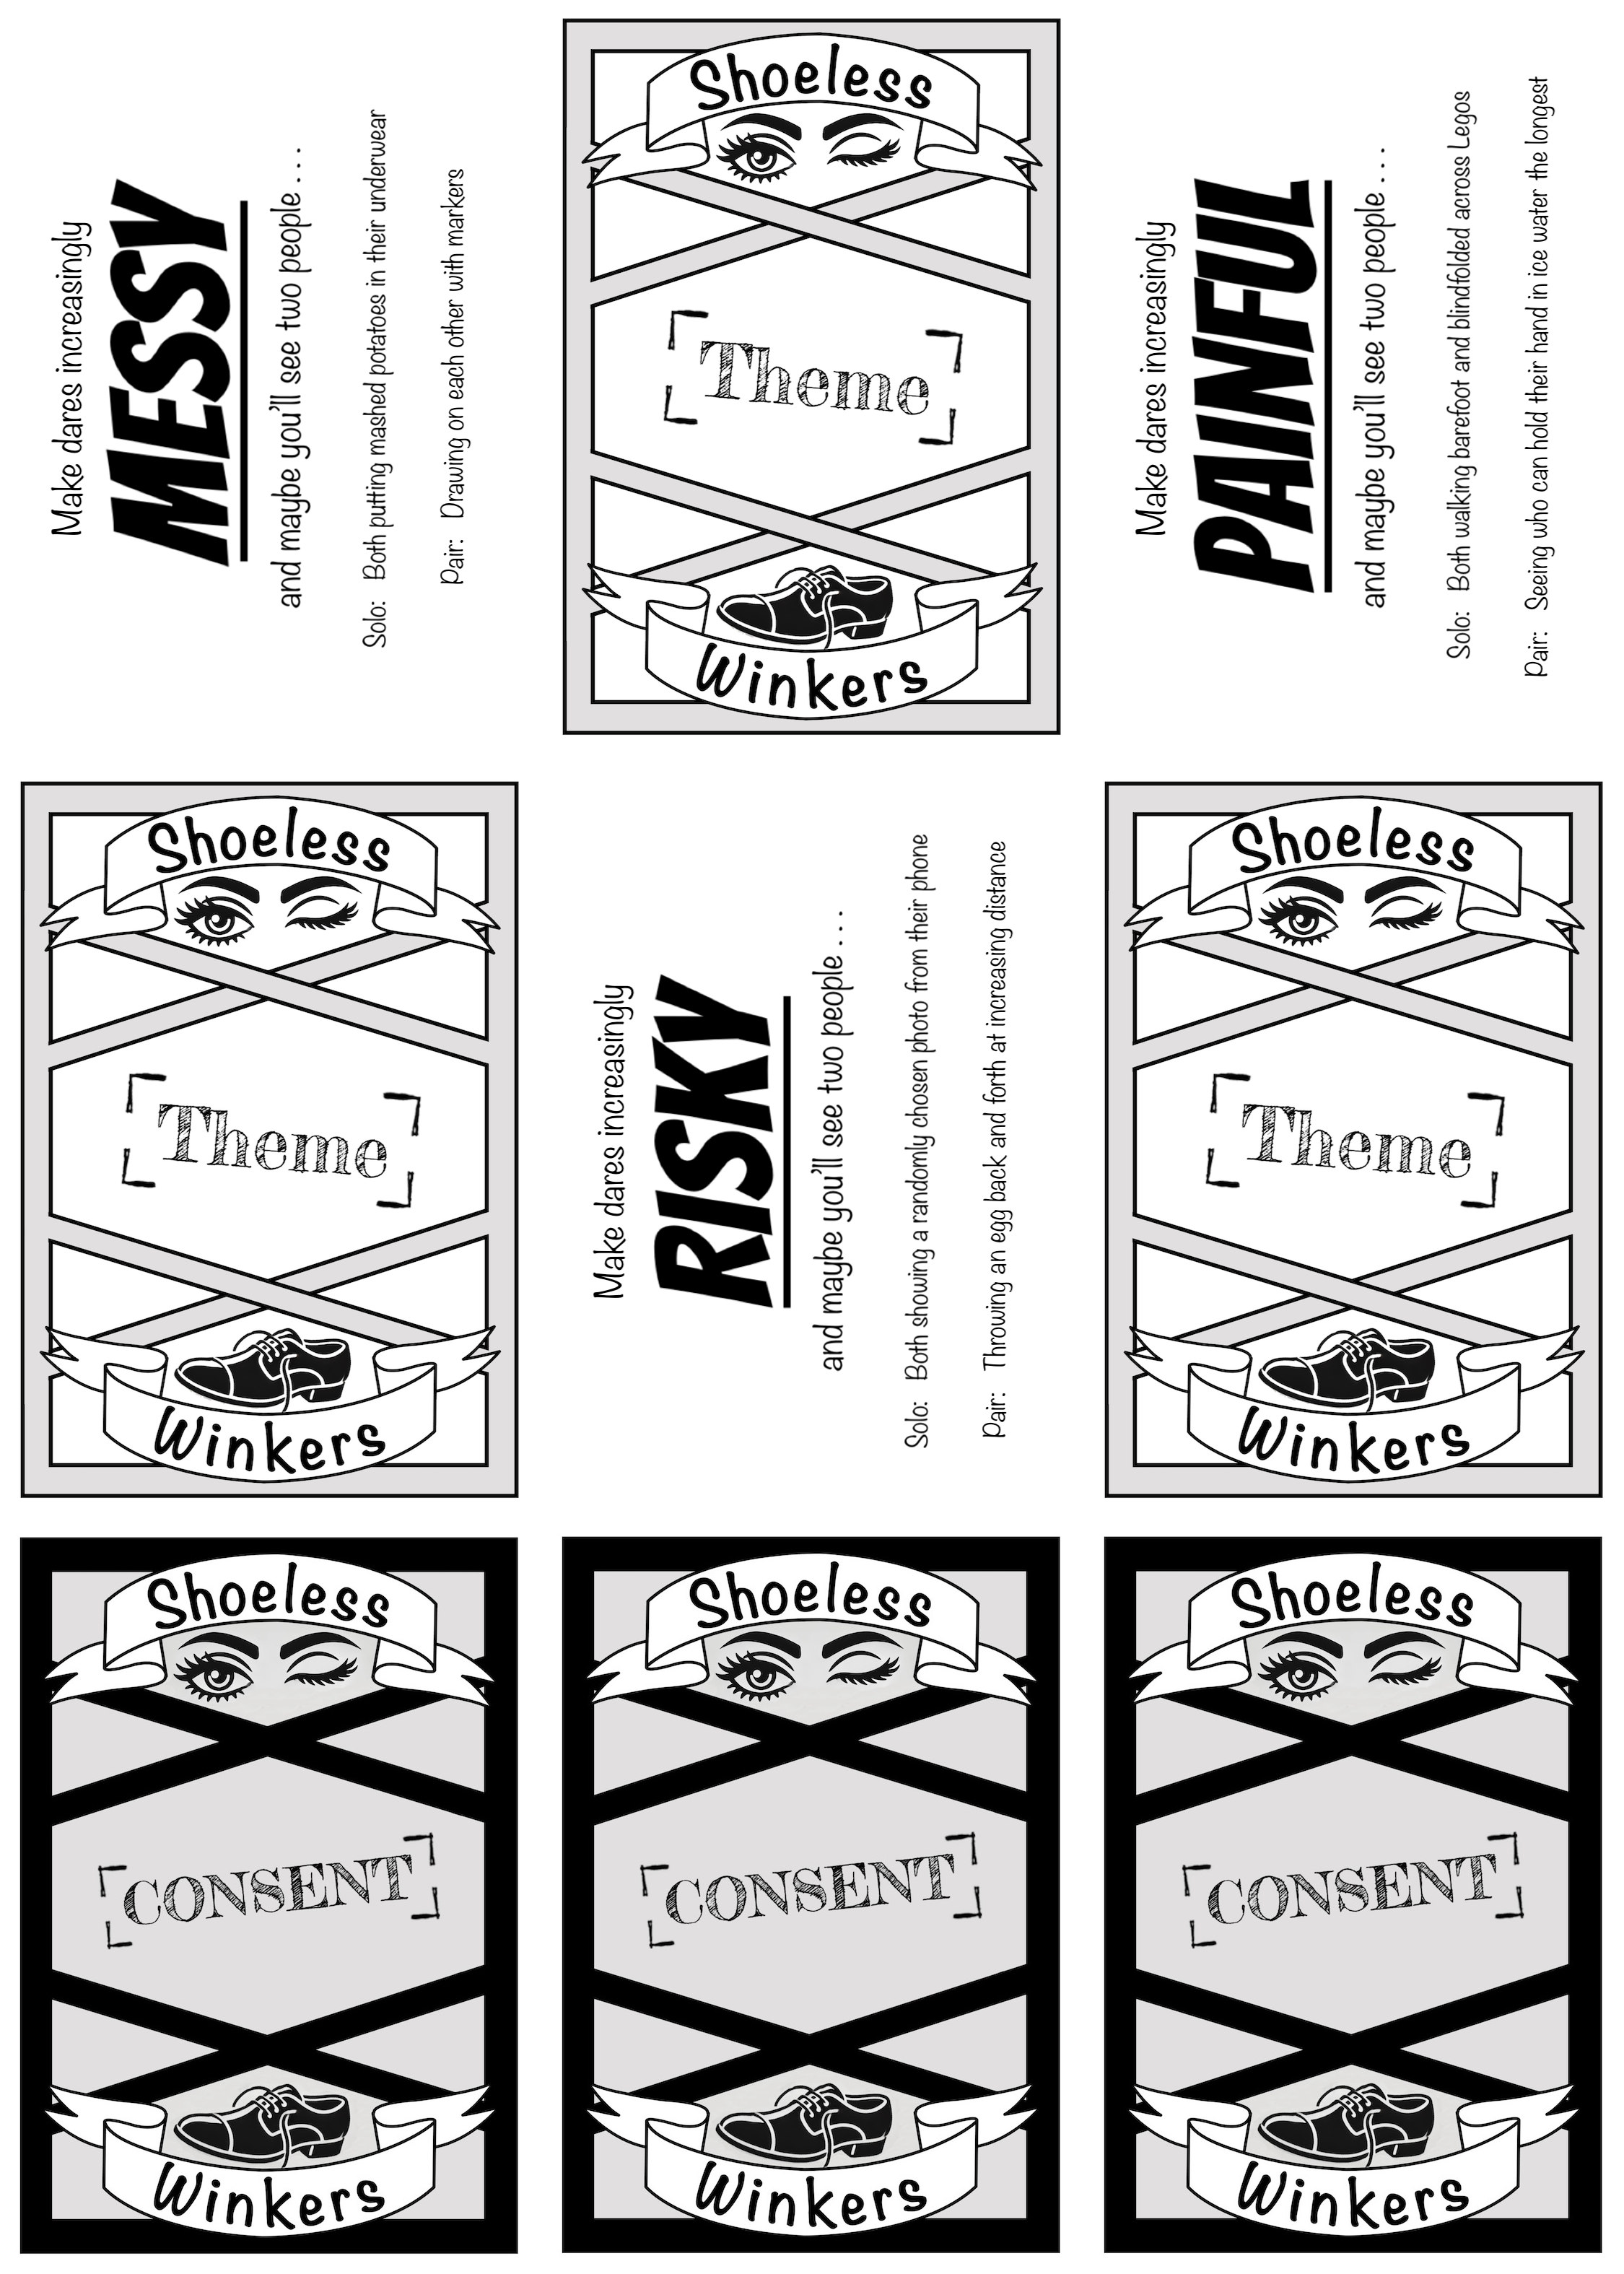 Make dares increasingly
MESSY
and maybe you'll see two people . . .
Solo: Both putting mashed potatoes in their underwear
Pair: Drawing on each other with markers
Shoeless
Theme
Winkers
Make dares increasingly
PAINFUL
and maybe you'll see two people . . .
Solo: Both walking barefoot and blindfolded across Legos
Pair: Seeing who can hold their hand in ice water the longest
Shoeless
Theme
Winkers
Make dares increasingly
RISKY
and maybe you'll see two people . . .
Solo: Both showing a randomly chosen photo from their phone
Pair: Throwing an egg back and forth at increasing distance
Shoeless
Theme
Winkers
Shoeless
CONSENT
Winkers
Shoeless
CONSENT
Winkers
Shoeless
CONSENT
Winkers